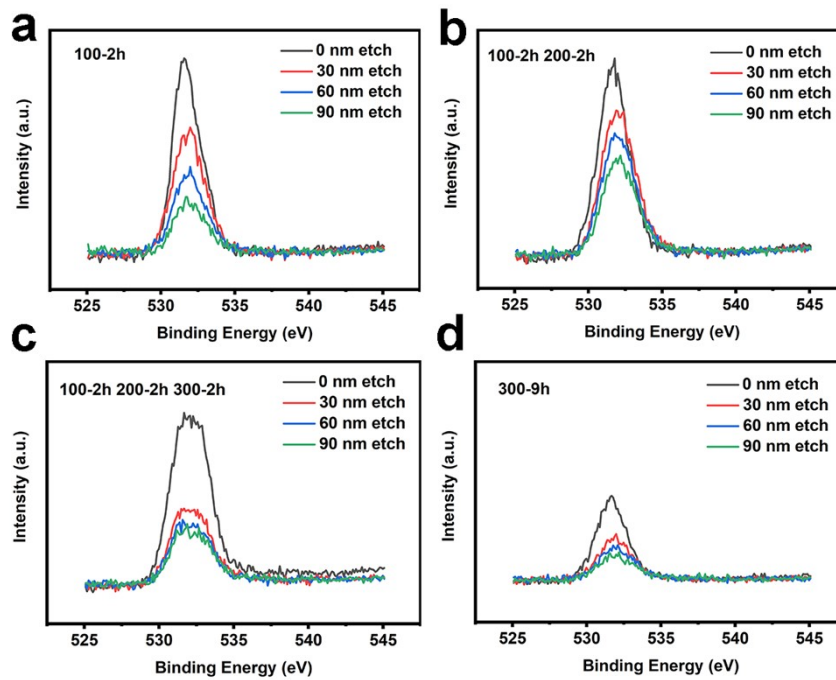 a
100-2h
0 nm etch
30 nm etch
60 nm etch
90 nm etch
Intensity (a.u.)
525 530 535 540 545
Binding Energy (eV)
b
100-2h 200-2h
0 nm etch
30 nm etch
60 nm etch
90 nm etch
Intensity (a.u.)
525 530 535 540 545
Binding Energy (eV)
c
100-2h 200-2h 300-2h
0 nm etch
30 nm etch
60 nm etch
90 nm etch
Intensity (a.u.)
525 530 535 540 545
Binding Energy (eV)
d
300-9h
0 nm etch
30 nm etch
60 nm etch
90 nm etch
Intensity (a.u.)
525 530 535 540 545
Binding Energy (eV)